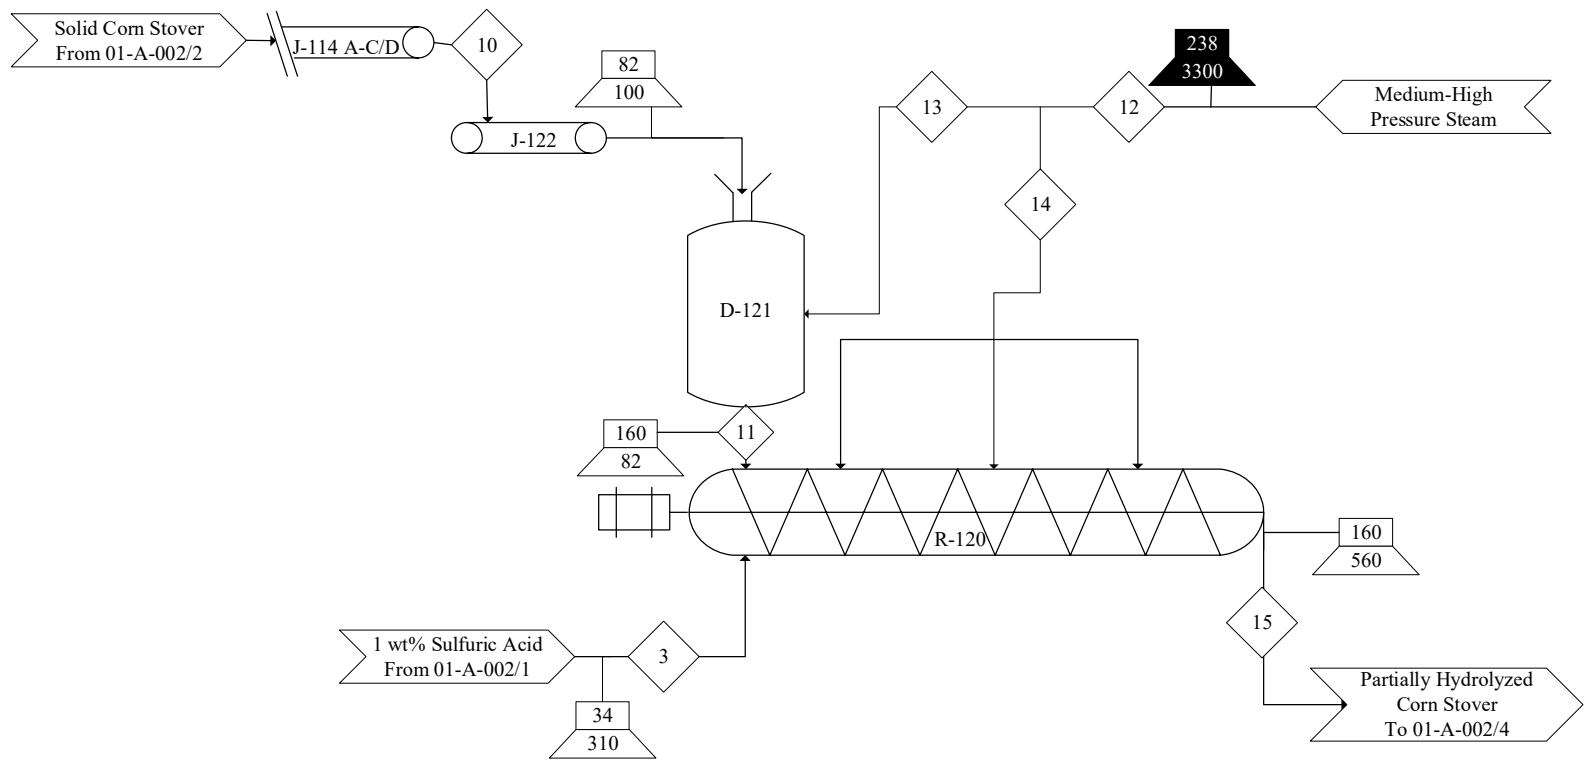 Solid Corn Stover
From 01-A-002/2
J-114 A-C/D
10
82
100
J-122
13
12
238
3300
Medium-High
Pressure Steam
14
D-121
160
82
11
R-120
160
560
15
1 wt% Sulfuric Acid
From 01-A-002/1
3
34
310
Partially Hydrolyzed
Corn Stover
To 01-A-002/4